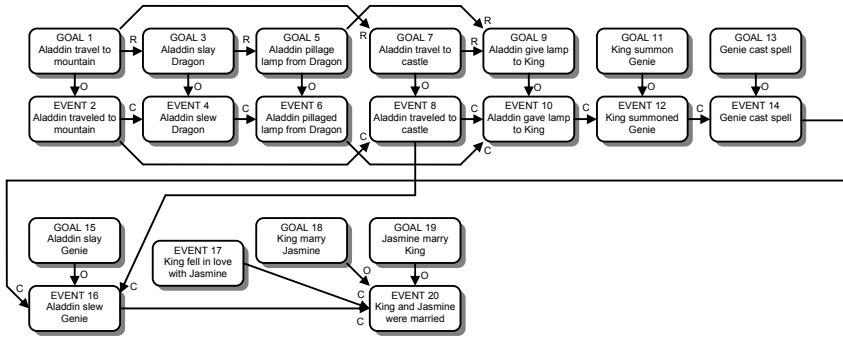 GOAL 1
Aladdin travel to
mountain
R
GOAL 3
Aladdin slay
Dragon
R
GOAL 5
Aladdin pillage
lamp from Dragon
R
GOAL 7
Aladdin travel to
castle
R
R
GOAL 9
Aladdin give lamp
to King
GOAL 11
King summon
Genie
GOAL 13
Genie cast spell
O
O
O
O
O
O
O
EVENT 2
Aladdin traveled to
mountain
C
EVENT 4
Aladdin slew
Dragon
C
EVENT 6
Aladdin pillaged
lamp from Dragon
C
EVENT 8
Aladdin traveled to
castle
C
C
EVENT 10
Aladdin gave lamp
to King
C
EVENT 12
King summoned
Genie
C
EVENT 14
Genie cast spell
GOAL 15
Aladdin slay
Genie
O
EVENT 17
King fell in love
with Jasmine
GOAL 18
King marry
Jasmine
O
GOAL 19
Jasmine marry
King
O
C
EVENT 16
Aladdin slew
Genie
C
C
C
EVENT 20
King and Jasmine
were married